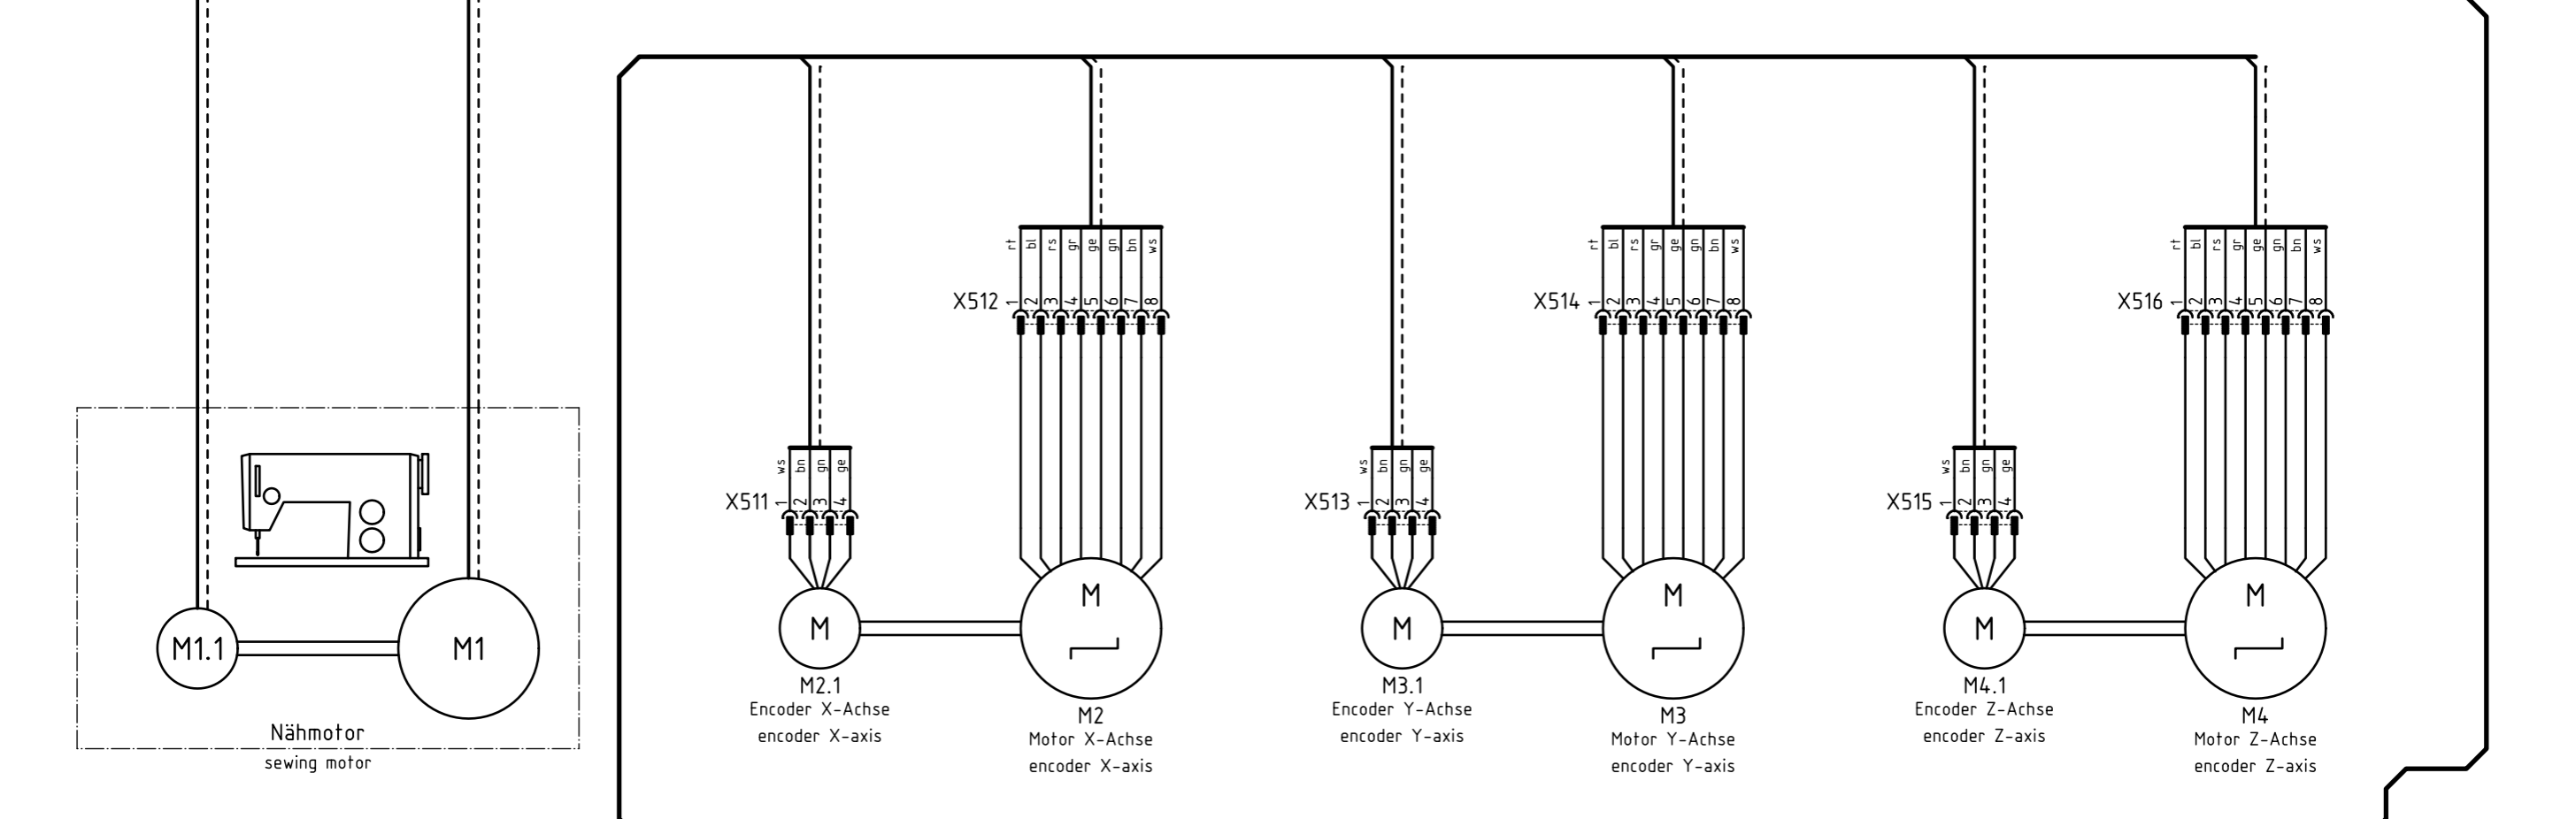 rt bl rs gr ge gn bn ws
X512 1 2 3 4 5 6 7 8
rt bl rs gr ge gn bn ws
X514 1 2 3 4 5 6 7 8
rt bl rs gr ge gn bn ws
X516 1 2 3 4 5 6 7 8
ws bn gn ge
X511 1 2 3 4
ws bn gn ge
X513 1 2 3 4
ws bn gn ge
X515 1 2 3 4
M1.1
M1
Nähmotor
sewing motor
M
M2.1
Encoder X-Achse
encoder X-axis
M
M2
Motor X-Achse
encoder X-axis
M
M3.1
Encoder Y-Achse
encoder Y-axis
M
M3
Motor Y-Achse
encoder Y-axis
M
M4.1
Encoder Z-Achse
encoder Z-axis
M
M4
Motor Z-Achse
encoder Z-axis